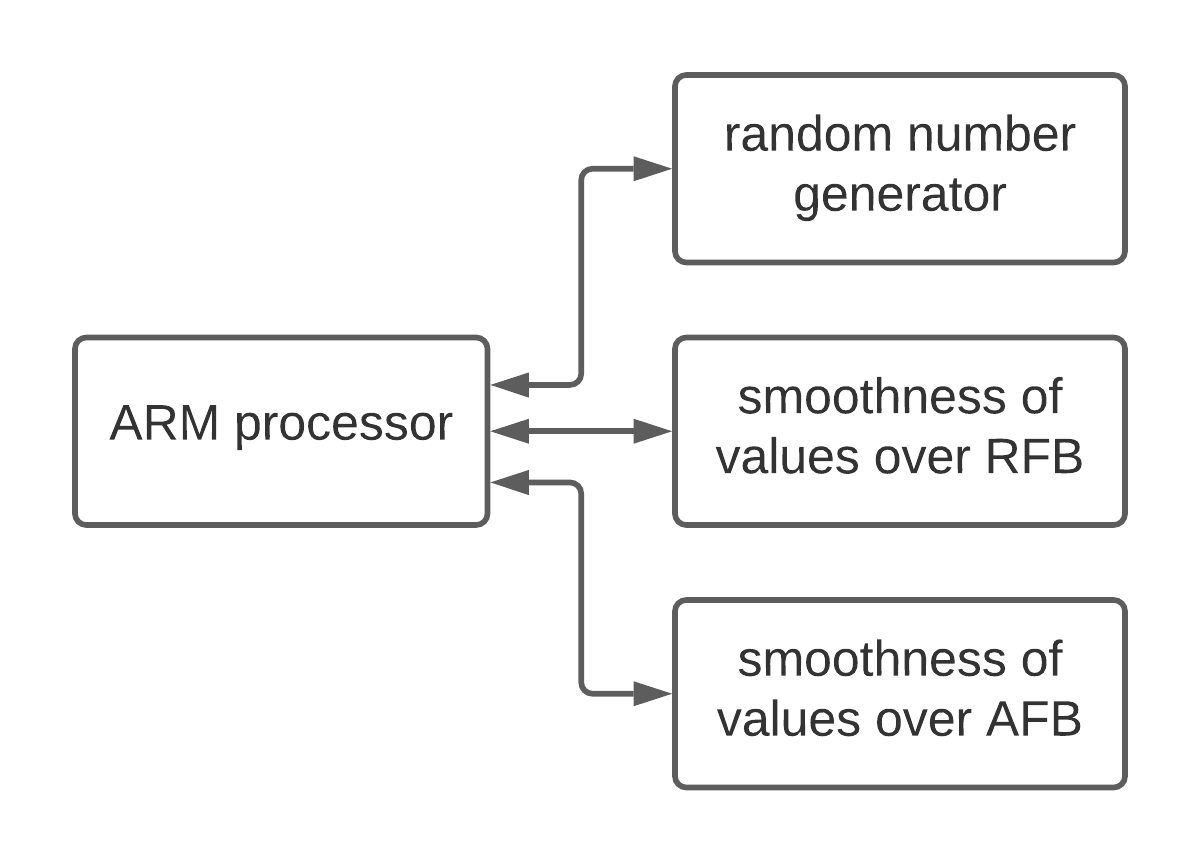 random number
generator
ARM processor
smoothness of
values over RFB
smoothness of
values over AFB